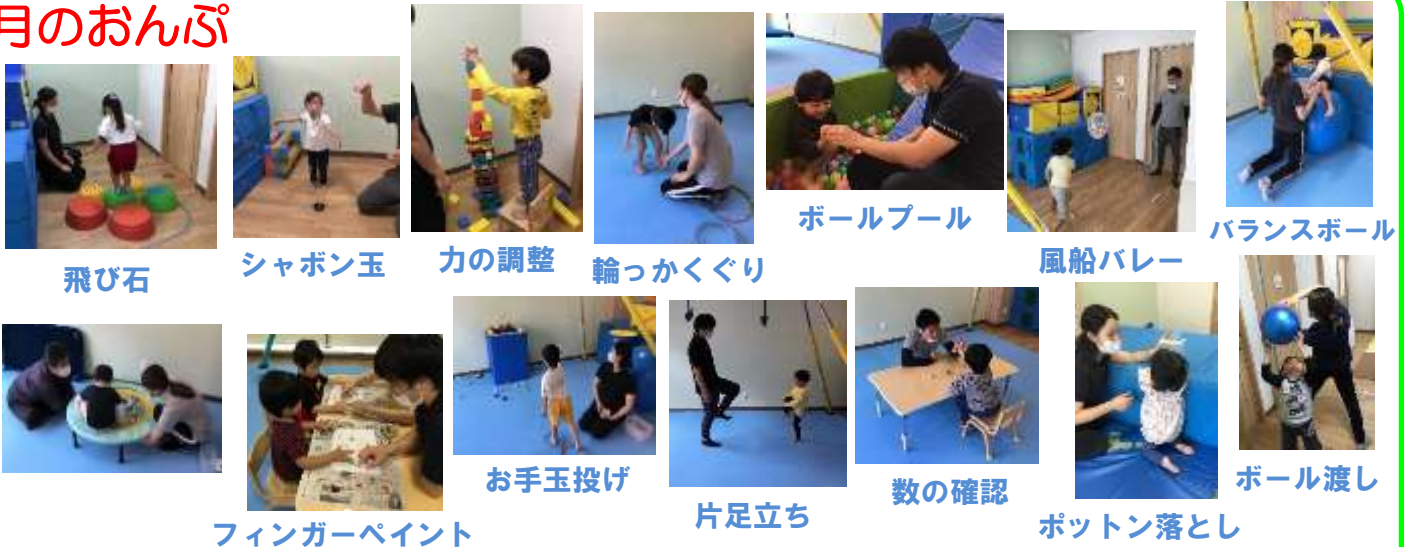 月のおんぷ
飛び石
シャボン玉
力の調整
輪っかくぐり
ボールプール
風船バレー
バランスボール
フィンガーペイント
お手玉投げ
片足立ち
数の確認
ポットン落とし
ボール渡し